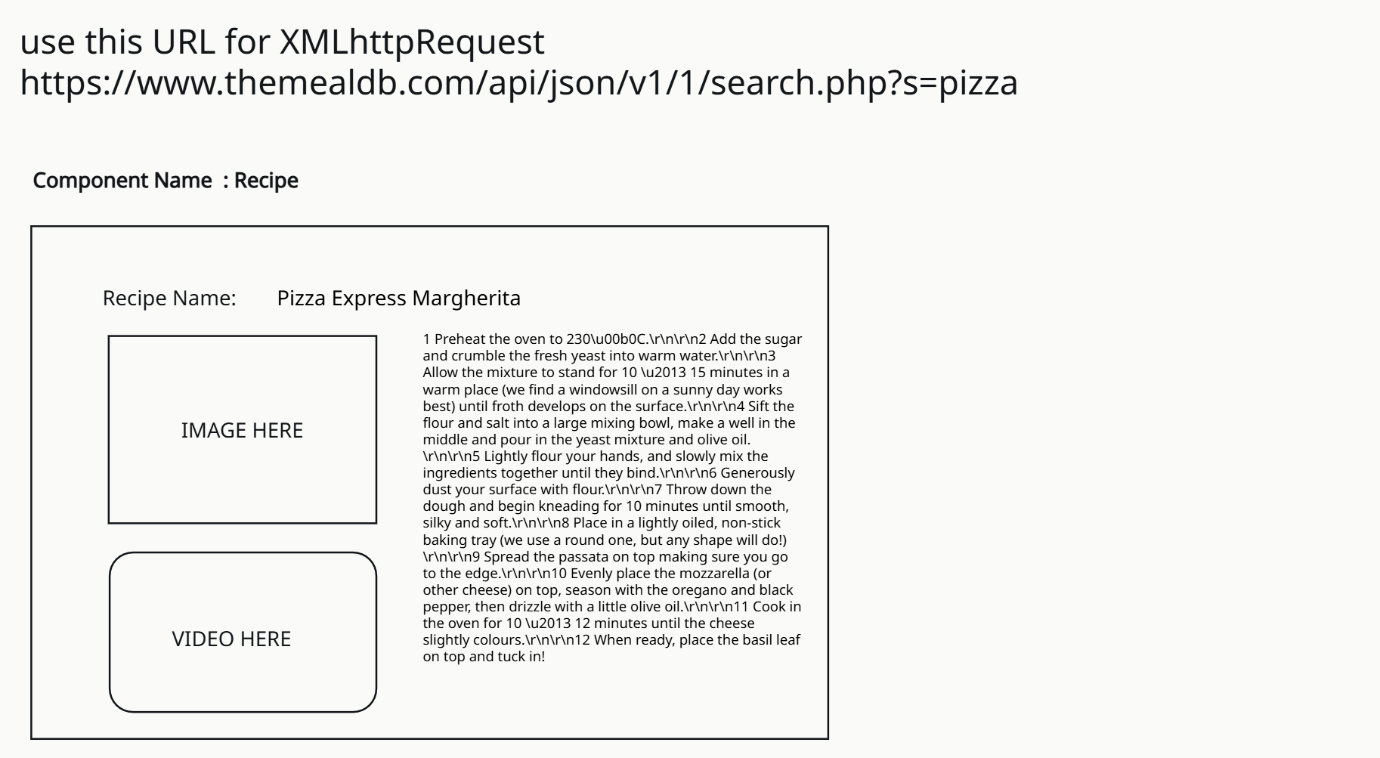 use this URL for XMLhttpRequest
https://www.themealdb.com/api/json/v1/1/search.php?s=pizza
Component Name : Recipe
Recipe Name: Pizza Express Margherita
IMAGE HERE
VIDEO HERE
1 Preheat the oven to 230\u00b0C.\r\n\r\n2 Add the sugar
and crumble the fresh yeast into warm water.\r\n\r\n3
Allow the mixture to stand for 10 \u2013 15 minutes in a
warm place (we find a windowsill on a sunny day works
best) until froth develops on the surface.\r\n\r\n4 Sift the
flour and salt into a large mixing bowl, make a well in the
middle and pour in the yeast mixture and olive oil.
\r\n\r\n5 Lightly flour your hands, and slowly mix the
ingredients together until they bind.\r\n\r\n6 Generously
dust your surface with flour.\r\n\r\n7 Throw down the
dough and begin kneading for 10 minutes until smooth,
silky and soft.\r\n\r\n8 Place in a lightly oiled, non-stick
baking tray (we use a round one, but any shape will do!)
\r\n\r\n9 Spread the passata on top making sure you go
to the edge.\r\n\r\n10 Evenly place the mozzarella (or
other cheese) on top, season with the oregano and black
pepper, then drizzle with a little olive oil.\r\n\r\n11 Cook in
the oven for 10 \u2013 12 minutes until the cheese
slightly colours.\r\n\r\n12 When ready, place the basil leaf
on top and tuck in!